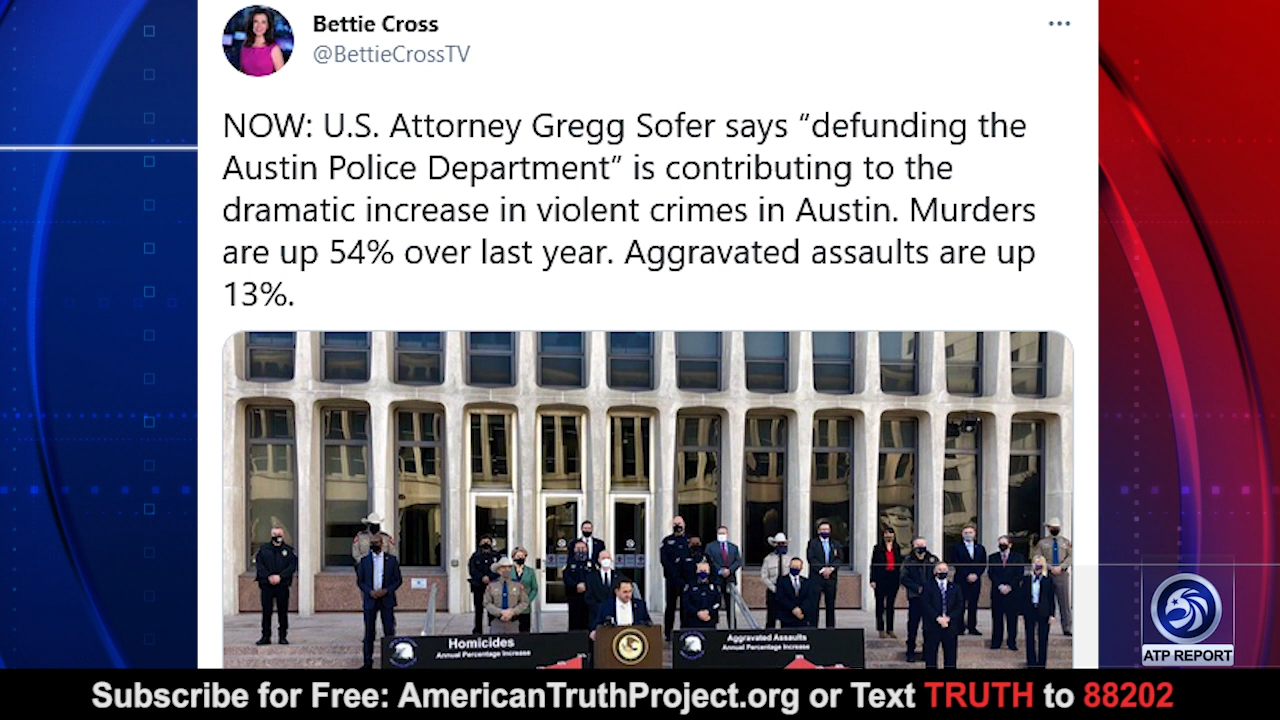 Bettie Cross
@BettieCrossTV
NOW: U.S. Attorney Gregg Sofer says “defunding the
Austin Police Department” is contributing to the
dramatic increase in violent crimes in Austin. Murders
are up 54% over last year. Aggravated assaults are up
13%.
Homicides
Annual Percentage Increase
Aggravated Assaults
Annual Percentage Increase
ATP REPORT
Subscribe for Free: AmericanTruthProject.org or Text TRUTH to 88202